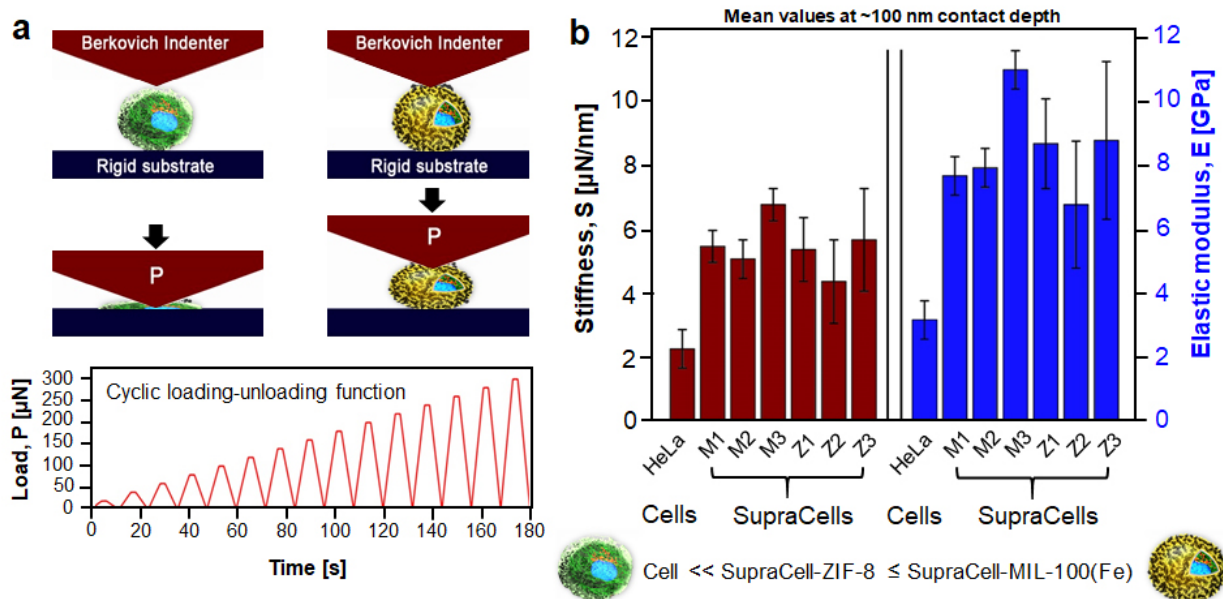 a
Berkovich Indenter
Berkovich Indenter
Rigid substrate
Rigid substrate
P
P
Cyclic loading-unloading function
Load, P [µN]
300
250
200
150
100
50
0
0 20 40 60 80 100 120 140 160 180
Time [s]
b
Mean values at ~100 nm contact depth
Stiffness, S [µN/nm]
12
10
8
6
4
2
0
Elastic modulus, E [GPa]
12
10
8
6
4
2
0
HeLa M1 M2 M3 Z1 Z2 Z3 HeLa M1 M2 M3 Z1 Z2 Z3
Cells SupraCells Cells SupraCells
Cell << SupraCell-ZIF-8 ≤ SupraCell-MIL-100(Fe)